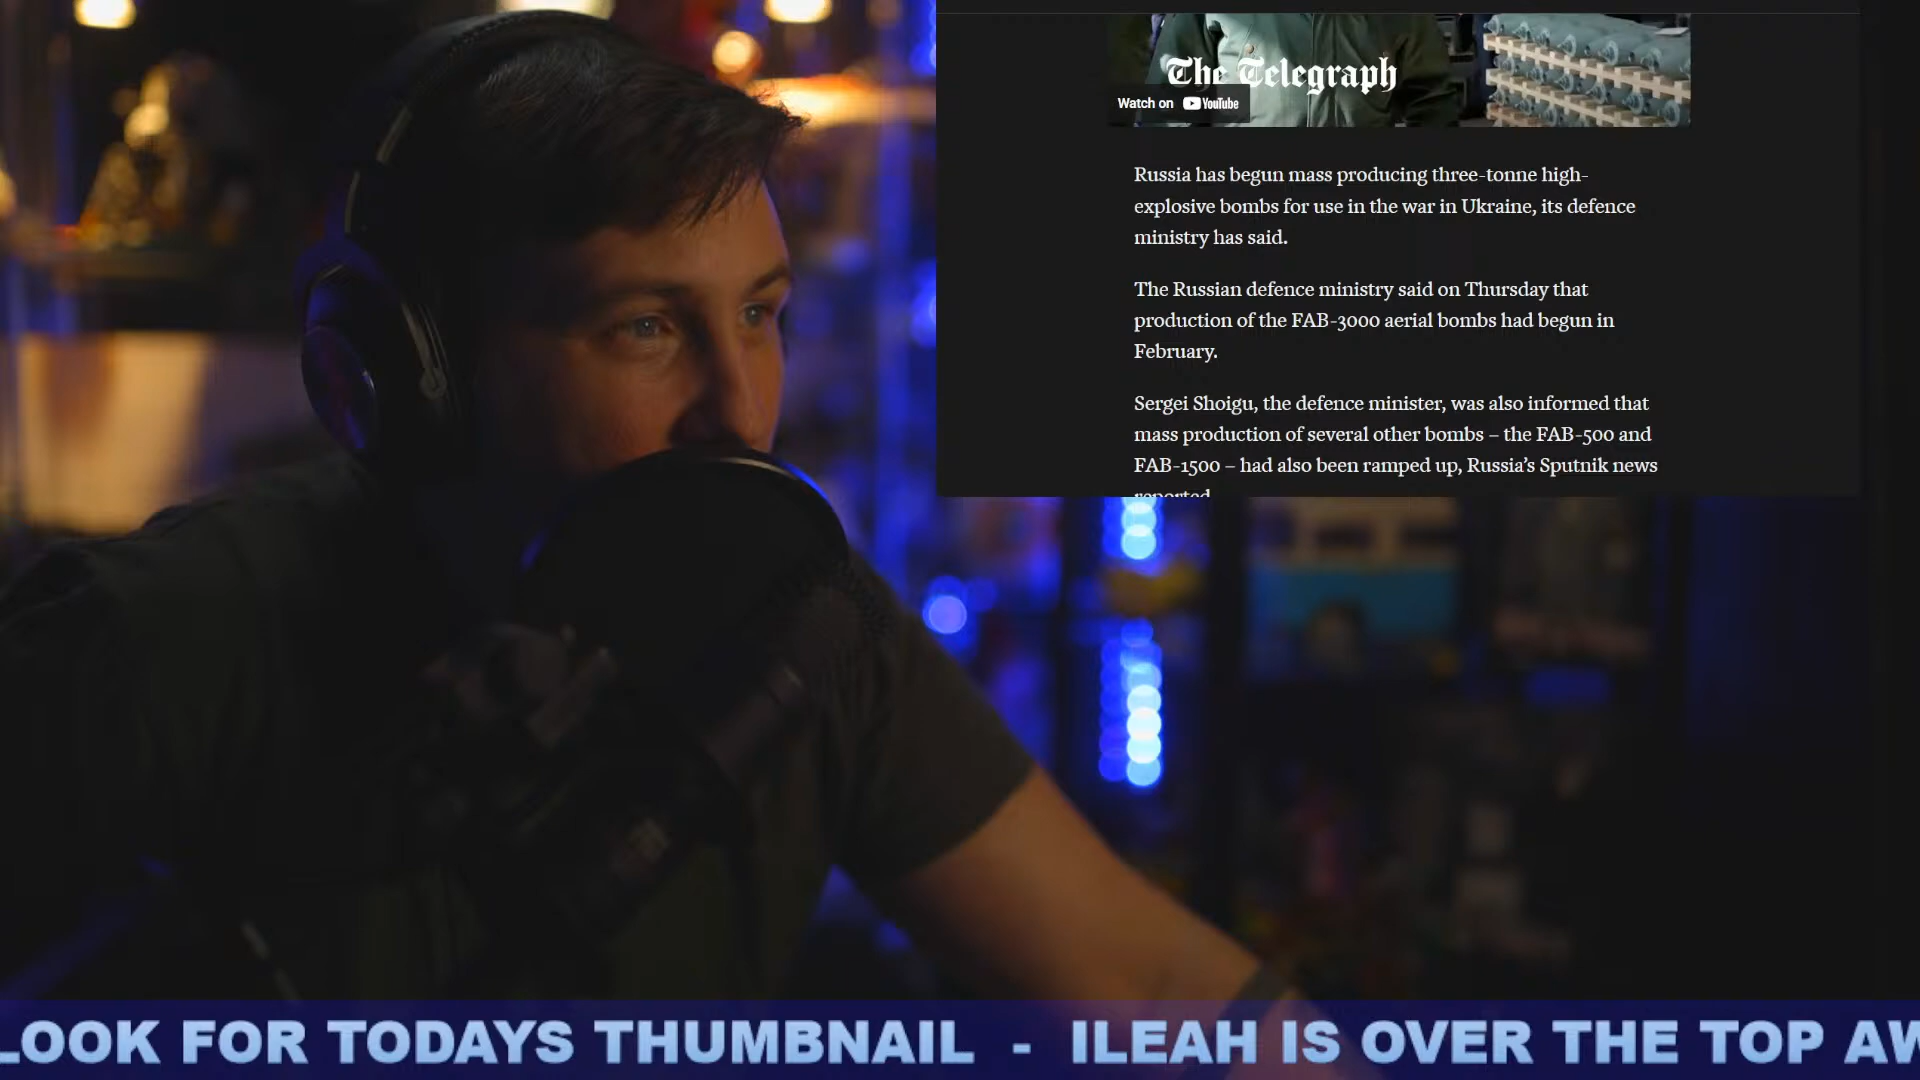 The Telegraph
Watch on YouTube
Russia has begun mass producing three-tonne high-
explosive bombs for use in the war in Ukraine, its defence
ministry has said.
The Russian defence ministry said on Thursday that
production of the FAB-3000 aerial bombs had begun in
February.
Sergei Shoigu, the defence minister, was also informed that
mass production of several other bombs – the FAB-500 and
FAB-1500 – had also been ramped up, Russia’s Sputnik news
reported
LOOK FOR TODAYS THUMBNAIL - ILEAH IS OVER THE TOP